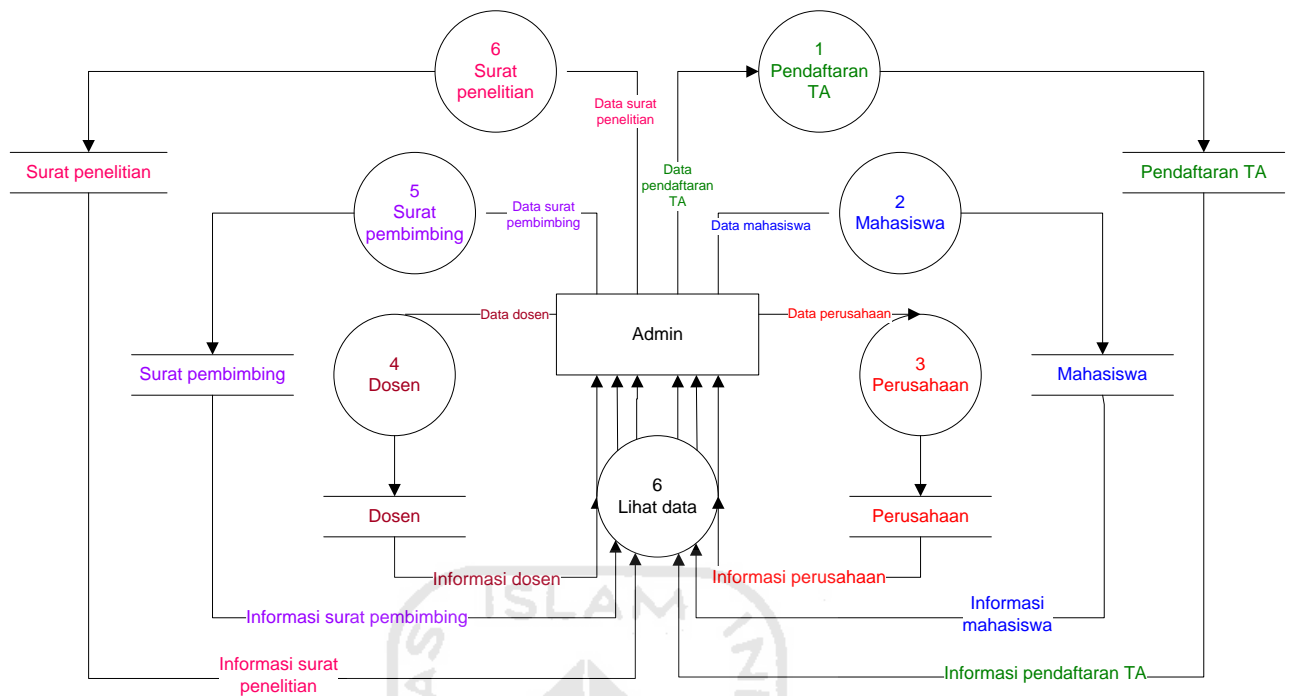 6
Surat
penelitian
1
Pendaftaran
TA
Data surat
penelitian
Data
pendaftaran
TA
Surat penelitian
Pendaftaran TA
5
Surat
pembimbing
Data surat
pembimbing
Data mahasiswa
2
Mahasiswa
Data dosen
Admin
Data perusahaan
Surat pembimbing
4
Dosen
3
Perusahaan
Mahasiswa
6
Lihat data
Dosen
Perusahaan
Informasi dosen
Informasi perusahaan
ISLAM
Informasi surat pembimbing
Informasi
mahasiswa
Informasi surat
penelitian
Informasi pendaftaran TA